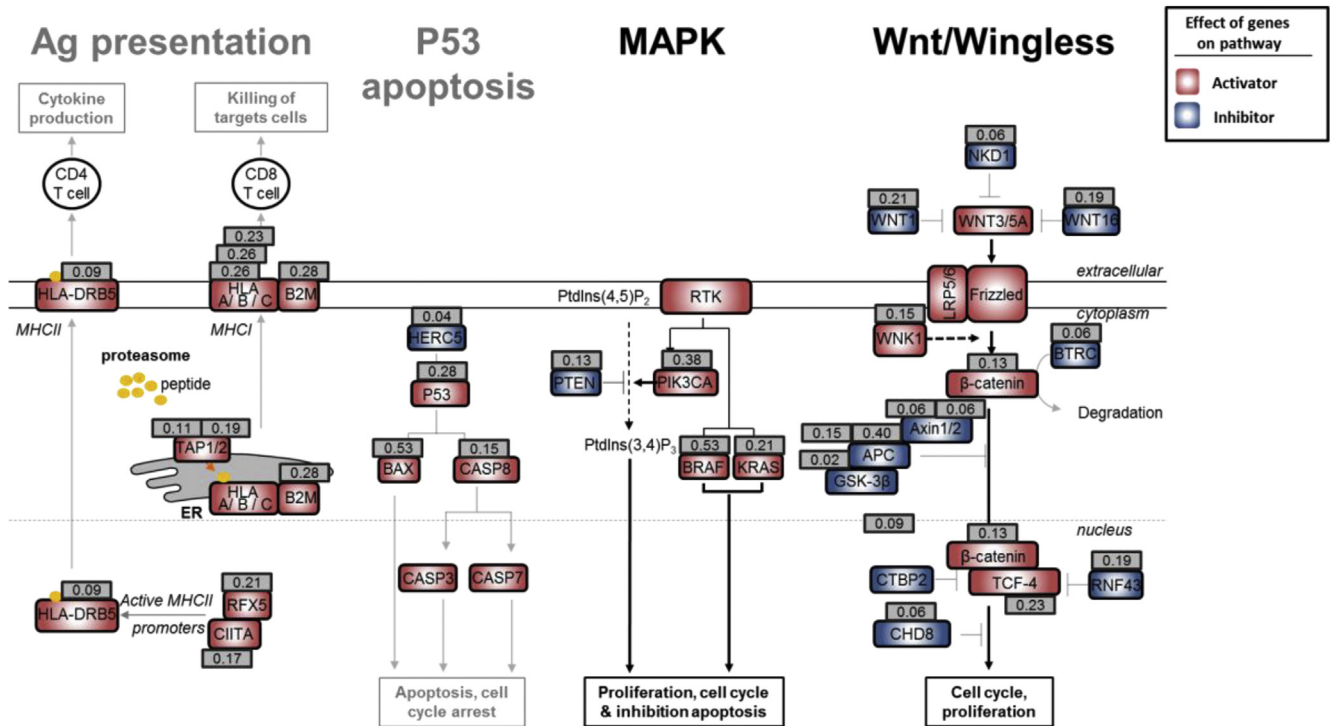 Ag presentation
P53
apoptosis
MAPK
Wnt/Wingless
Effect of genes
on pathway
Activator
Inhibitor
Cytokine
production
Killing of
targets cells
CD4
T cell
CD8
T cell
0.09
HLA-DRB5
MHCII
0.23
0.26
0.26
HLA
A/ B / C
0.28
B2M
MHCI
proteasome
peptide
0.11
0.19
TAP1/2
HLA
A/ B / C
0.28
B2M
ER
0.09
HLA-DRB5
Active MHCII
promoters
0.21
RFX5
CIITA
0.17
0.04
HERC5
0.28
P53
0.53
BAX
0.15
CASP8
CASP3
CASP7
Apoptosis, cell
cycle arrest
PtdIns(4,5)P2
RTK
0.13
PTEN
0.38
PIK3CA
PtdIns(3,4)P3
0.53
BRAF
0.21
KRAS
Proliferation, cell cycle
& inhibition apoptosis
0.06
NKD1
0.21
WNT1
WNT3/5A
0.19
WNT16
extracellular
LRP5/6
Frizzled
cytoplasm
0.15
WNK1
0.06
BTRC
0.13
β-catenin
Degradation
0.06
0.06
Axin1/2
0.15
0.40
APC
0.02
GSK-3β
0.09
nucleus
0.13
β-catenin
CTBP2
TCF-4
0.23
0.19
RNF43
0.06
CHD8
Cell cycle,
proliferation